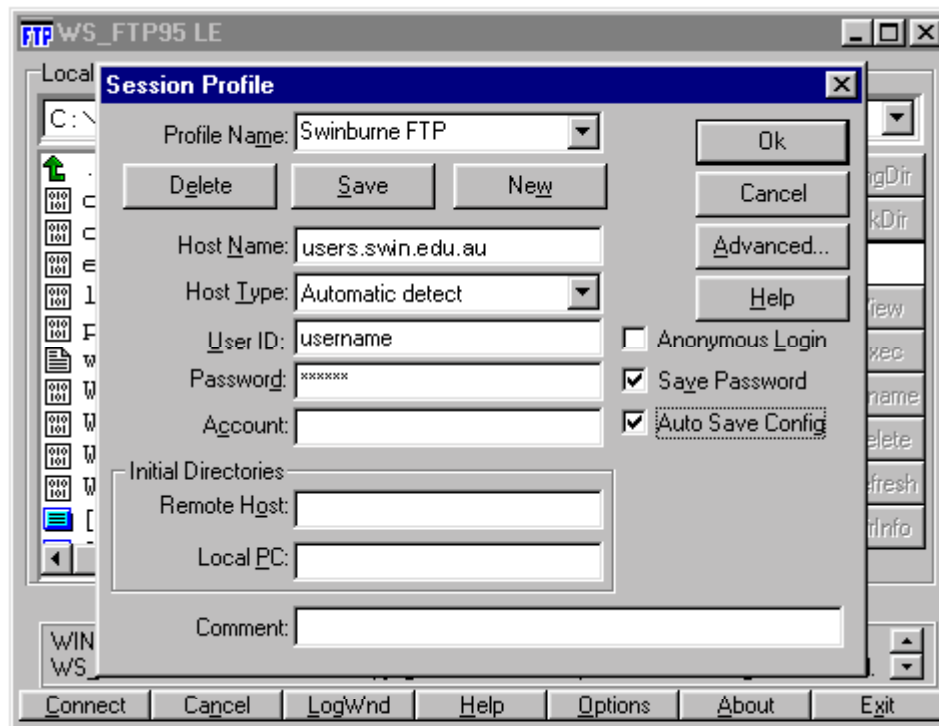 WS_FTP95 LE
Local
Session Profile
C:\
Profile Name: Swinburne FTP
Ok
Delete Save New
Cancel
Host Name: users.swin.edu.au
Advanced...
Host Type: Automatic detect
Help
User ID: username
Anonymous Login
Password: ******
Save Password
Account:
Auto Save Config
Initial Directories
Remote Host:
Local PC:
Comment:
WIN
WS_
Connect Cancel LogWnd Help Options About Exit